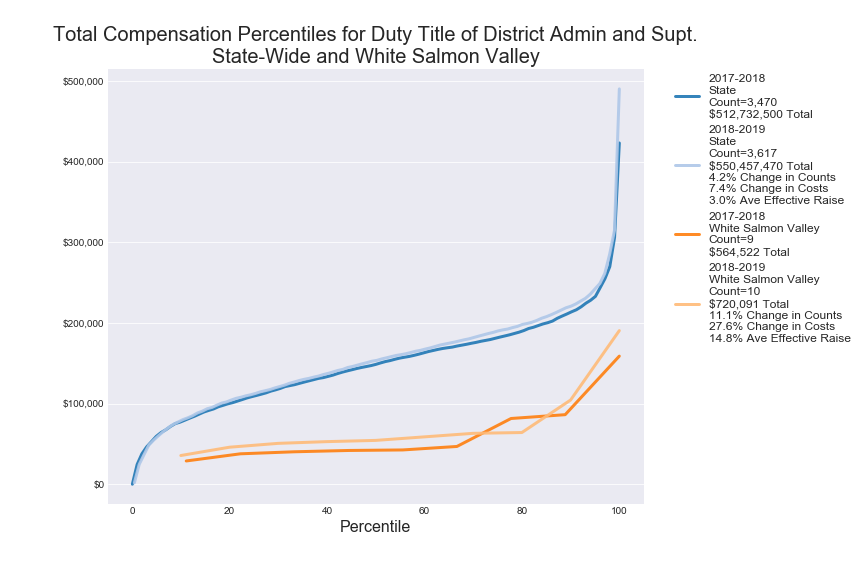 Total Compensation Percentiles for Duty Title of District Admin and Supt.
State-Wide and White Salmon Valley
$500,000
$400,000
$300,000
$200,000
$100,000
$0
0
20
40
60
80
100
Percentile
2017-2018
State
Count=3,470
$512,732,500 Total
2018-2019
State
Count=3,617
$550,457,470 Total
4.2% Change in Counts
7.4% Change in Costs
3.0% Ave Effective Raise
2017-2018
White Salmon Valley
Count=9
$564,522 Total
2018-2019
White Salmon Valley
Count=10
$720,091 Total
11.1% Change in Counts
27.6% Change in Costs
14.8% Ave Effective Raise